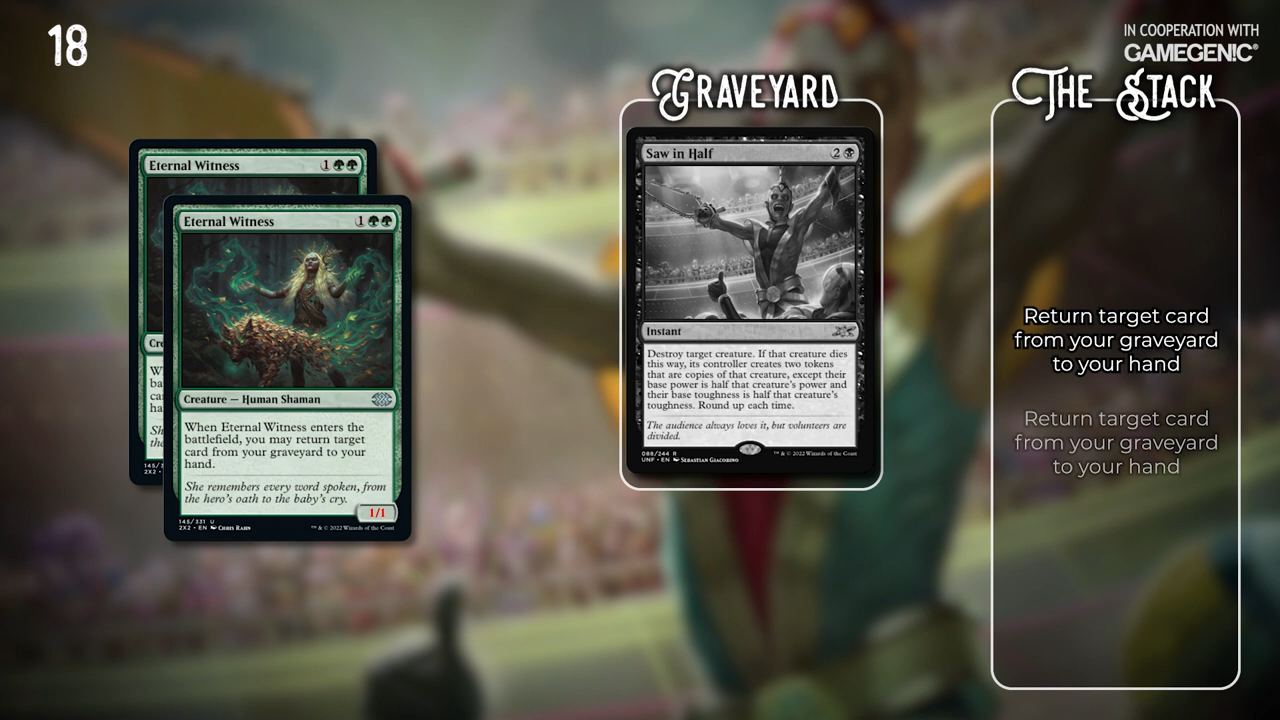 18
IN COOPERATION WITH
GAMEGEN!C®
GRAVEYARD
THE STACK
Eternal Witness 1
Eternal Witness 1
Creature — Human Shaman
When Eternal Witness enters the
battlefield, you may return target
card from your graveyard to your
hand.
She remembers every word spoken, from
the hero's oath to the baby's cry.
1/1
145/331 U
2X2 • EN Chris Rahn
™ & © 2022 Wizards of the Coast
Saw in Half 2
Instant
Destroy target creature. If that creature dies
this way, its controller creates two tokens
that are copies of that creature, except their
base power is half that creature's power and
their base toughness is half that creature's
toughness. Round up each time.
The audience always loves it, but volunteers are
divided.
088/244 R
UNF • EN Sebastian Giacobino
™ & © 2022 Wizards of the Coast
Return target card
from your graveyard
to your hand
Return target card
from your graveyard
to your hand